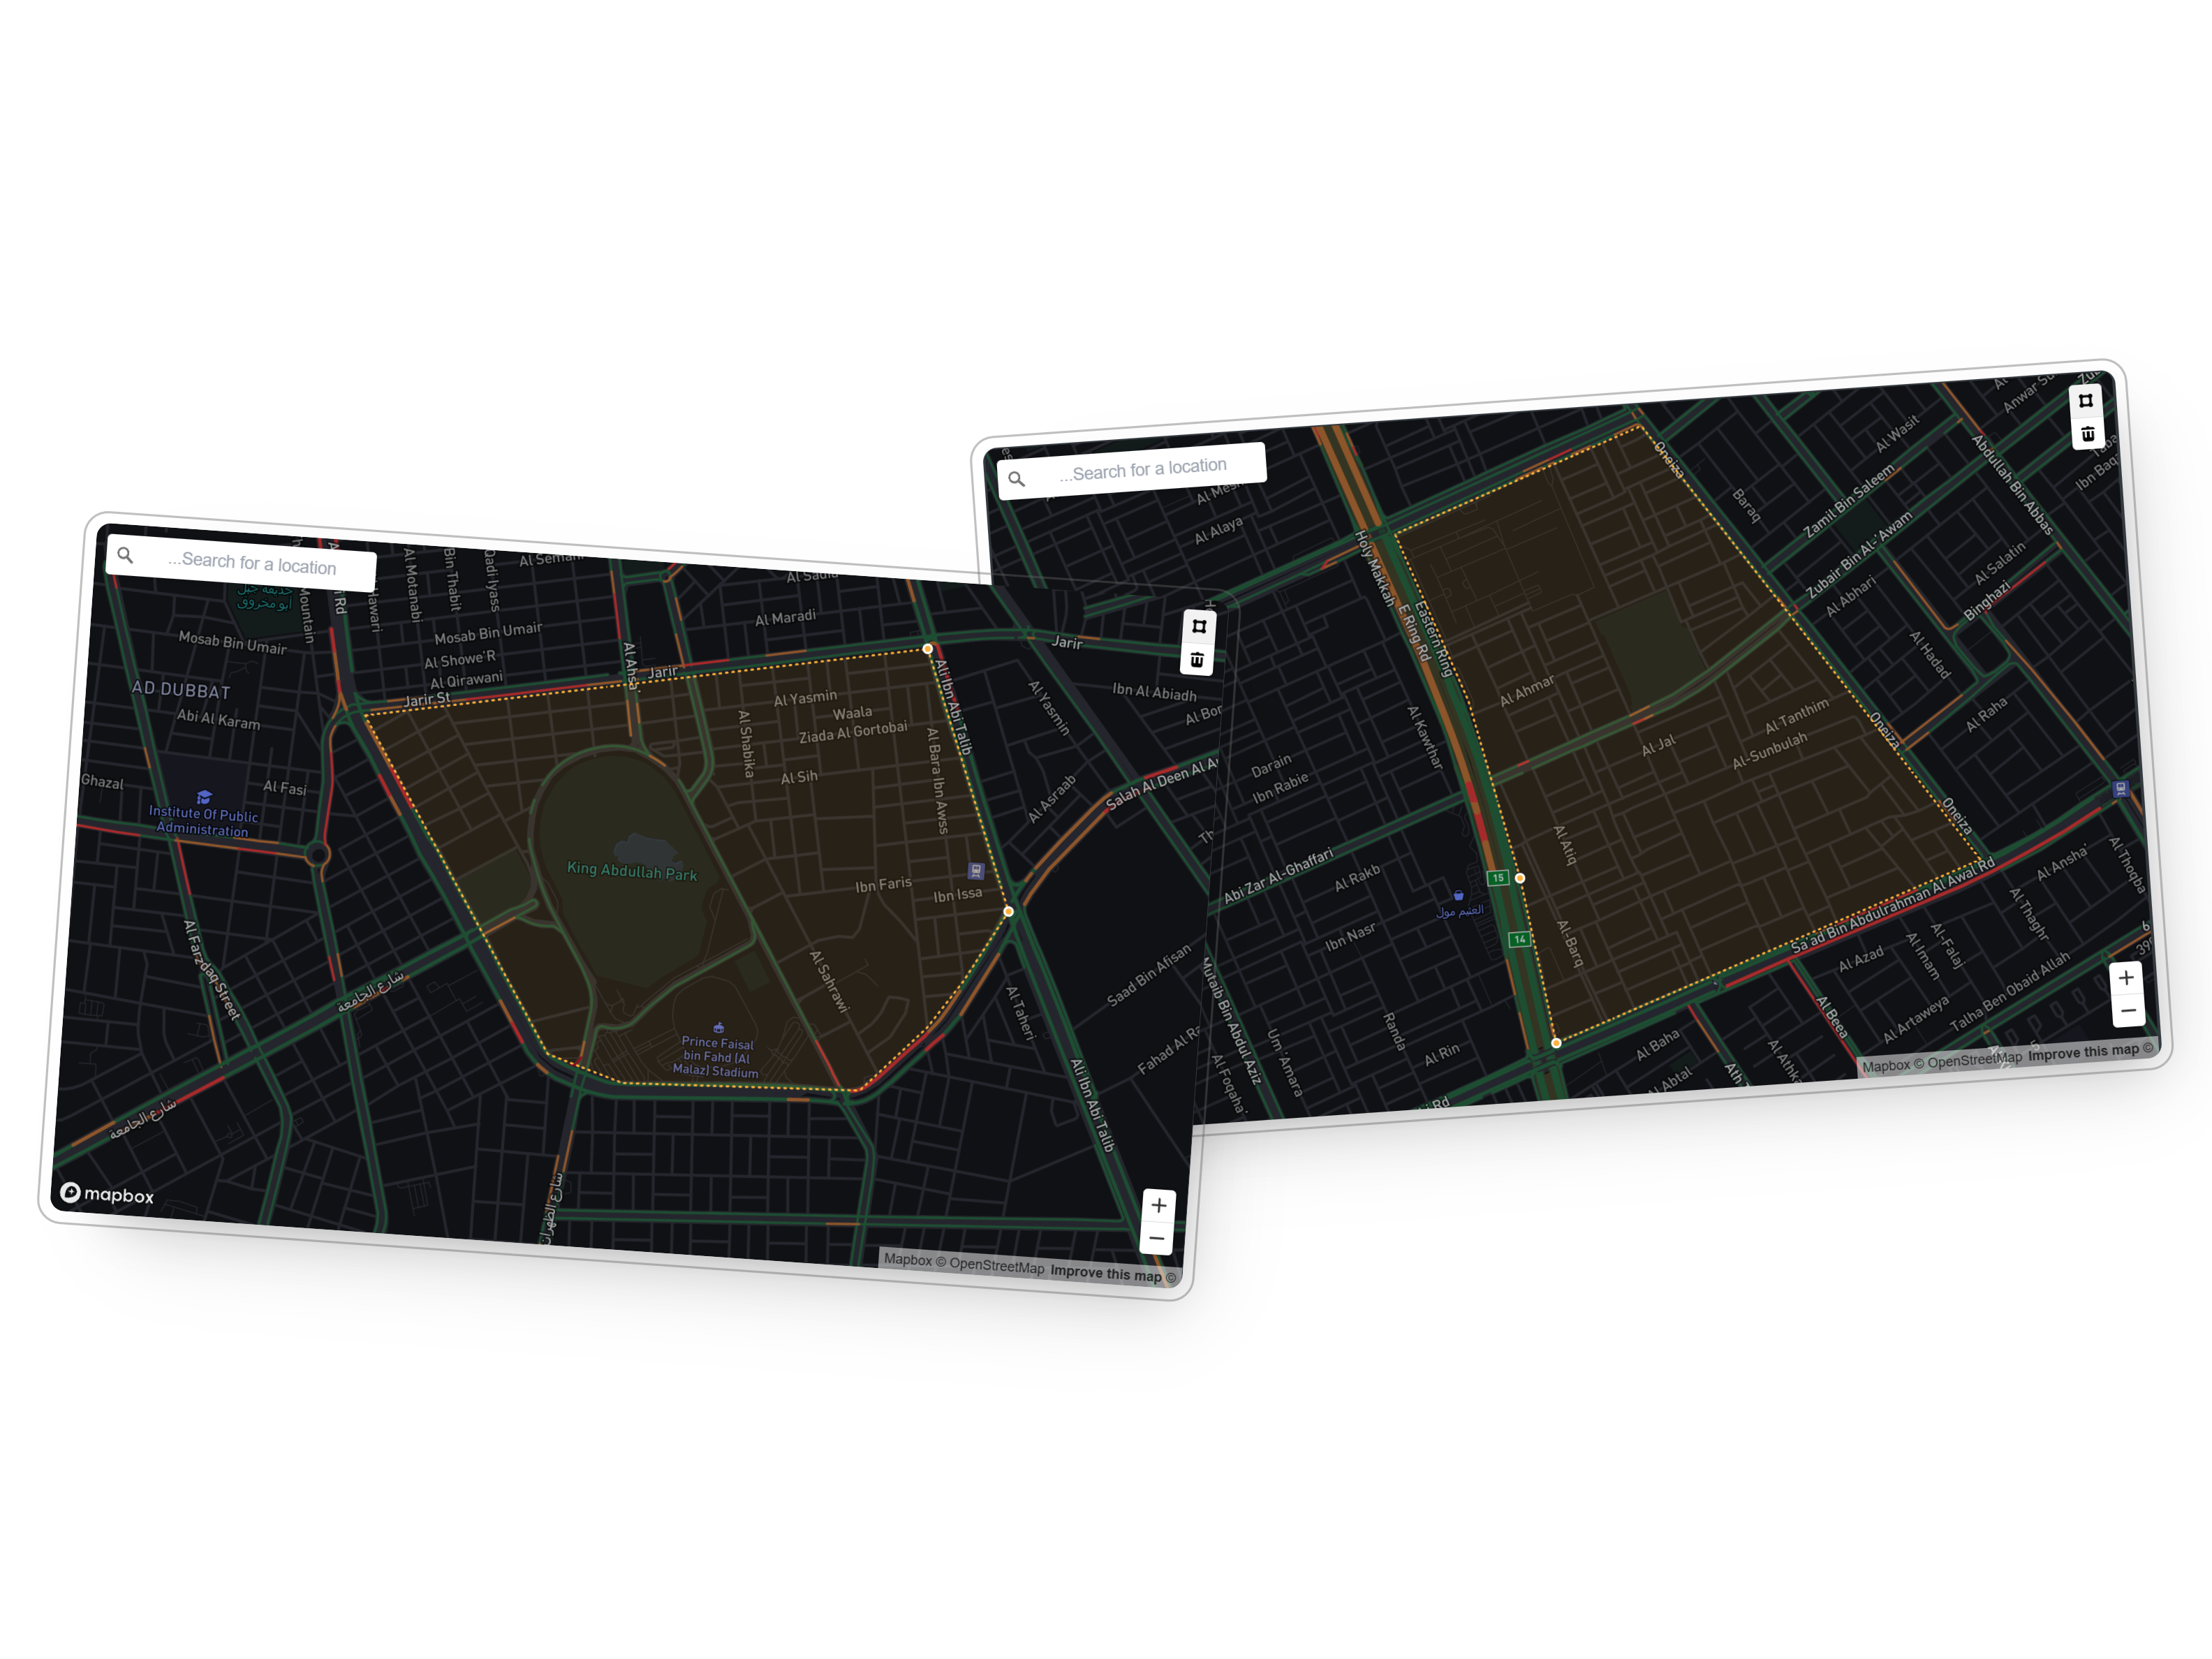 ...Search for a location
حديقة جبل
أبو مخروق
Mountain
Al Motanabi
Bin Thabit
Qadi Iyass
Mosab Bin Umair
Mosab Bin Umair
Al Showe'R
Al Qirawani
Al Maradi
AD DUBBAT
Abi Al Karam
Jarir St
Al Ahsa
Jarir
Jarir
Al Yasmin
Waala
Ziada Al Gortobai
Al Shabika
Al Sih
Al Bara Ibn Awss
Ali Ibn Abi Talib
Al Yasmin
Ibn Al Abiadh
Ghazal
Al Fasi
Institute Of Public
Administration
King Abdullah Park
Ibn Faris
Ibn Issa
Al Asraab
Salah Al Deen Al
Al Farzdaq Street
شارع الجامعة
شارع الجامعة
Al Sahrawi
Prince Faisal
bin Fahd (Al
Malaz) Stadium
Al Taheri
Saad Bin Afisan
Ali Ibn Abi Talib
شارع الظهران
mapbox
Mapbox © OpenStreetMap Improve this map ©
...Search for a location
Al Alaya
Holy Makkah
E Ring Rd
Eastern Ring
Oneiza
Baraq
Al Wasit
Zamil Bin Saleem
Zubair Bin Al-'Awam
Abdullah Bin Abbas
Al Abhari
Al Salatin
Binghazi
Al Hadad
Al Raha
Al Ahmar
Al Kawthar
Al Jal
Al Tanthim
Al-Sunbulah
Oneiza
Oneiza
Darain
Ibn Rabie
Abi Zar Al-Ghaffari
Al Rakb
Ibn Nasr
العثيم مول
15
14
Al Atiq
Al-Barq
Sa ad Bin Abdulrahman Al Awal Rd
Al Ansha'
Al Thoqba
Al Thaghr
Al-Falaj
Al Imam
Al Azad
Al Artaweya
Talha Ben Obaid Allah
Al Beea
Al Baha
Mutaib Bin Abdul Aziz
Al Foqaha'
Um 'Amara
Randa
Al Rin
Mapbox © OpenStreetMap Improve this map ©